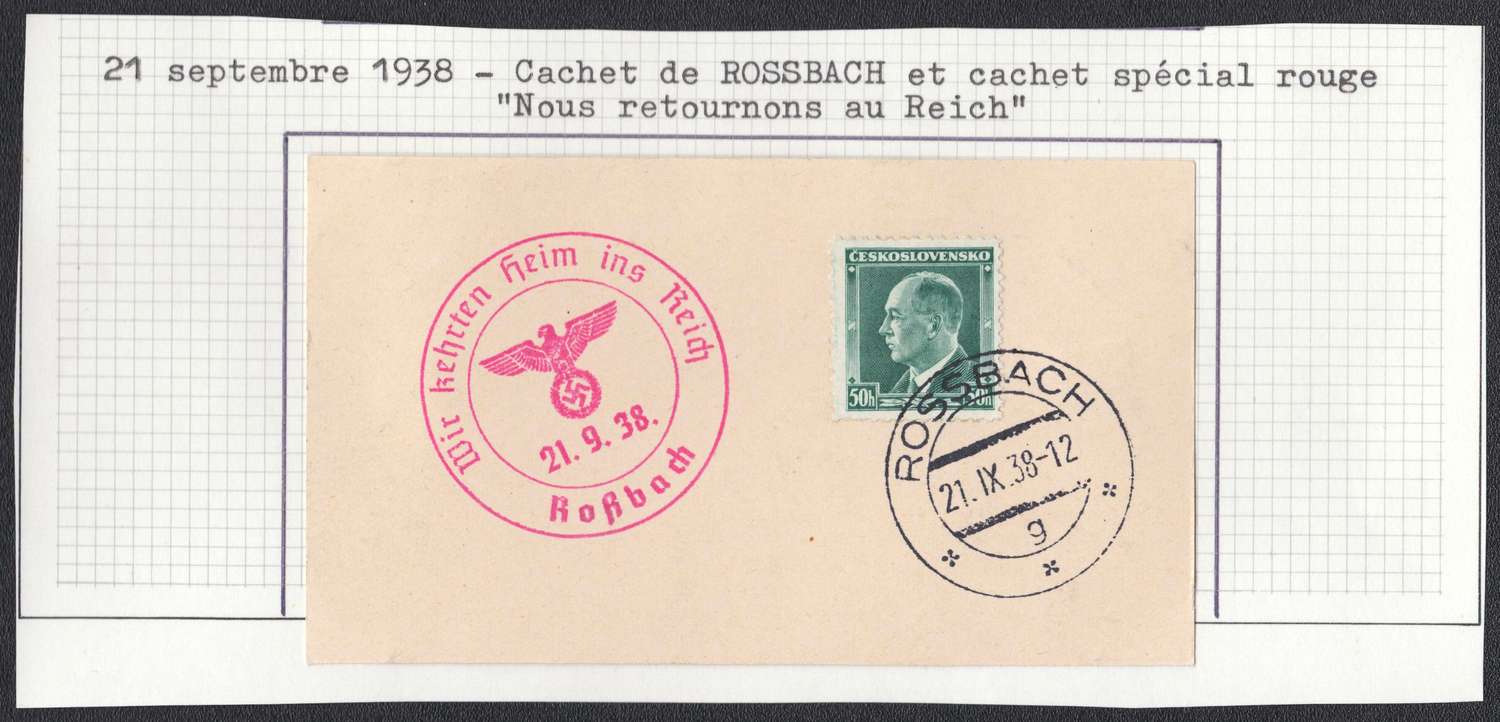 21 septembre 1938 - Cachet de ROSSBACH et cachet spécial rouge
"Nous retournons au Reich"
Wir kehrten Heim ins Reich
21. 9. 38.
Roßbach
ČESKOSLOVENSKO
50h 50h
ROSSBACH
21. IX. 38-12
g